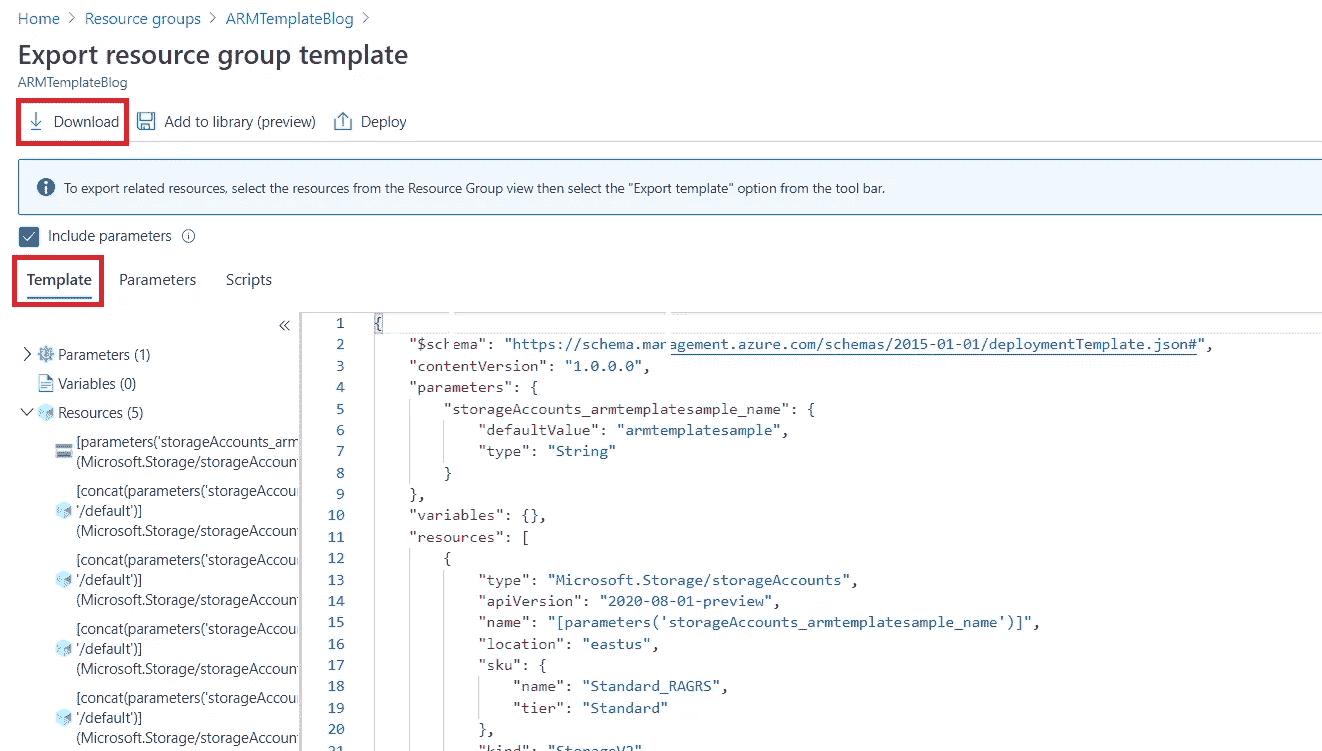 Home > Resource groups > ARMTemplateBlog >
Export resource group template
ARMTemplateBlog
Download Add to library (preview) Deploy
To export related resources, select the resources from the Resource Group view then select the "Export template" option from the tool bar.
Include parameters
Template Parameters Scripts
«
Parameters (1)
Variables (0)
Resources (5)
[parameters('storageAccounts_arm
(Microsoft.Storage/storageAccoun
[concat(parameters('storageAccou
'/default')]
(Microsoft.Storage/storageAccoun
[concat(parameters('storageAccou
'/default')]
(Microsoft.Storage/storageAccoun
[concat(parameters('storageAccou
'/default')]
(Microsoft.Storage/storageAccoun
[concat(parameters('storageAccou
'/default')]
(Microsoft.Storage/storageAccoun
1 {
2 "$schema": "https://schema.management.azure.com/schemas/2015-01-01/deploymentTemplate.json#",
3 "contentVersion": "1.0.0.0",
4 "parameters": {
5 "storageAccounts_armtemplatesample_name": {
6 "defaultValue": "armtemplatesample",
7 "type": "String"
8 }
9 },
10 "variables": {},
11 "resources": [
12 {
13 "type": "Microsoft.Storage/storageAccounts",
14 "apiVersion": "2020-08-01-preview",
15 "name": "[parameters('storageAccounts_armtemplatesample_name')]",
16 "location": "eastus",
17 "sku": {
18 "name": "Standard_RAGRS",
19 "tier": "Standard"
20 },
21 "kind": "StorageV2"